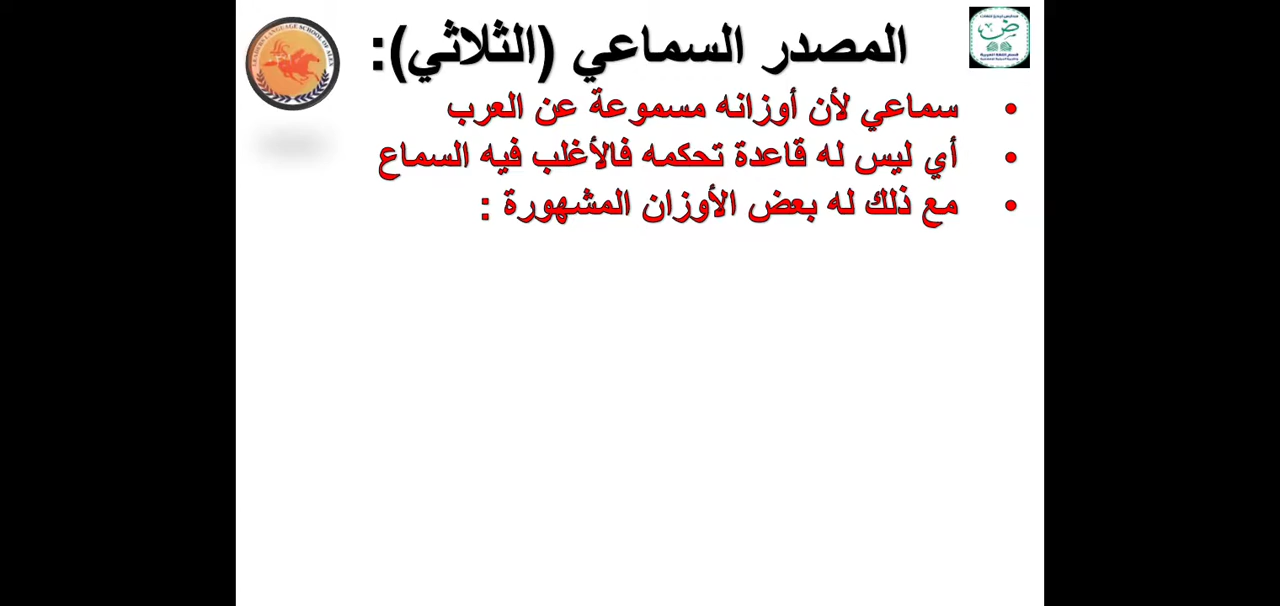 المصدر السماعي (الثلاثي):
• سماعي لأن أوزانه مسموعة عن العرب
• أي ليس له قاعدة تحكمه فالأغلب فيه السماع
• مع ذلك له بعض الأوزان المشهورة :
ض